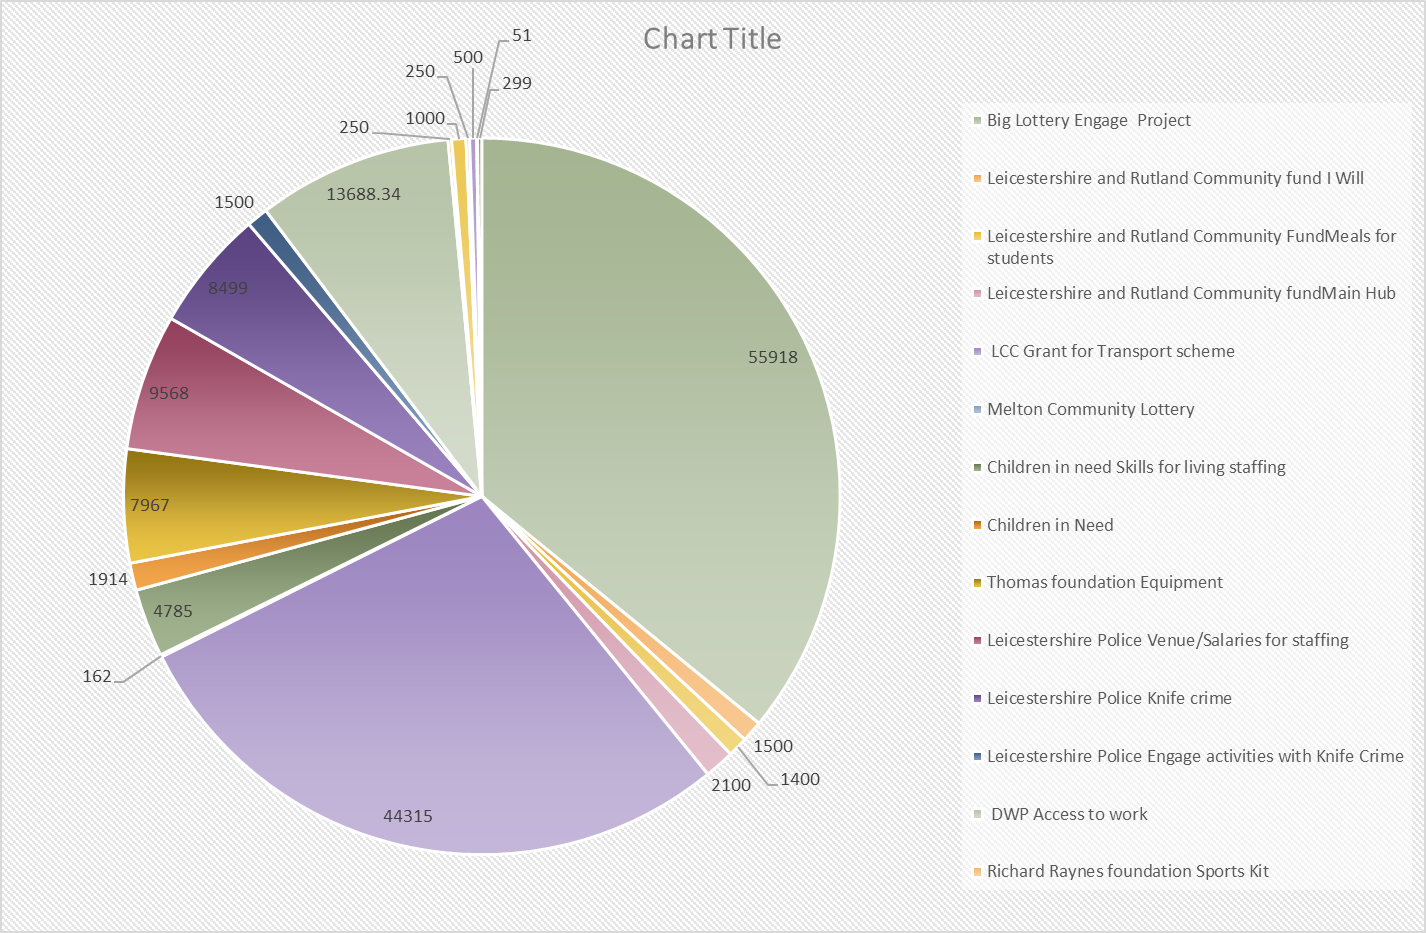 Chart Title
51
500
299
250
1000
250
13688.34
1500
8499
55918
9568
7967
1914
4785
162
44315
1500
1400
2100
Big Lottery Engage  Project
Leicestershire and Rutland Community fund I Will
Leicestershire and Rutland Community FundMeals for
students
Leicestershire and Rutland Community fundMain Hub
LCC Grant for Transport scheme
Melton Community Lottery
Children in need Skills for living staffing
Children in Need
Thomas foundation Equipment
Leicestershire Police Venue/Salaries for staffing
Leicestershire Police Knife crime
Leicestershire Police Engage activities with Knife Crime
DWP Access to work
Richard Raynes foundation Sports Kit